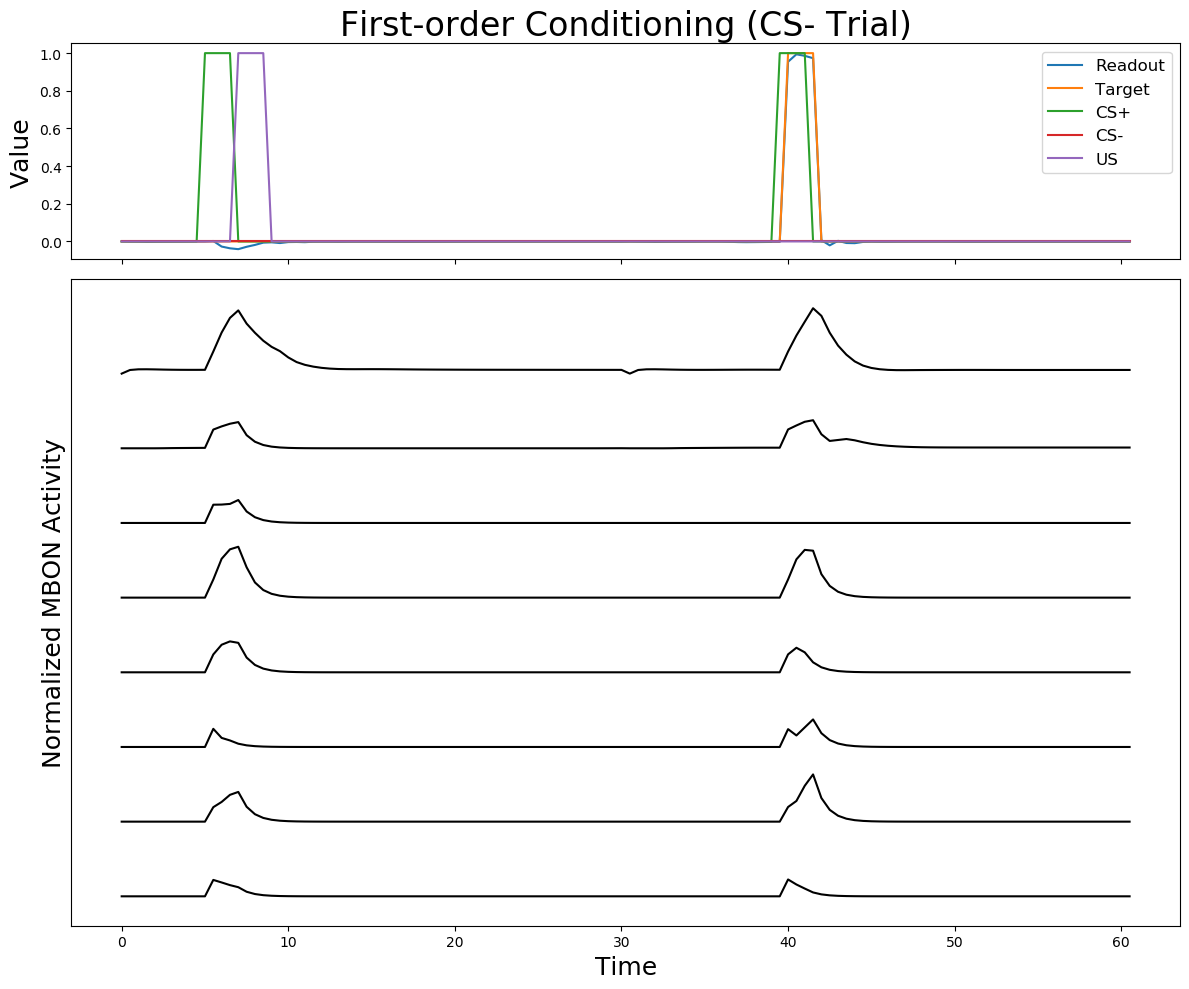 First-order Conditioning (CS- Trial)
Value
1.0
0.8
0.6
0.4
0.2
0.0
Readout
Target
CS+
CS-
US
Normalized MBON Activity
0
10
20
30
40
50
60
Time